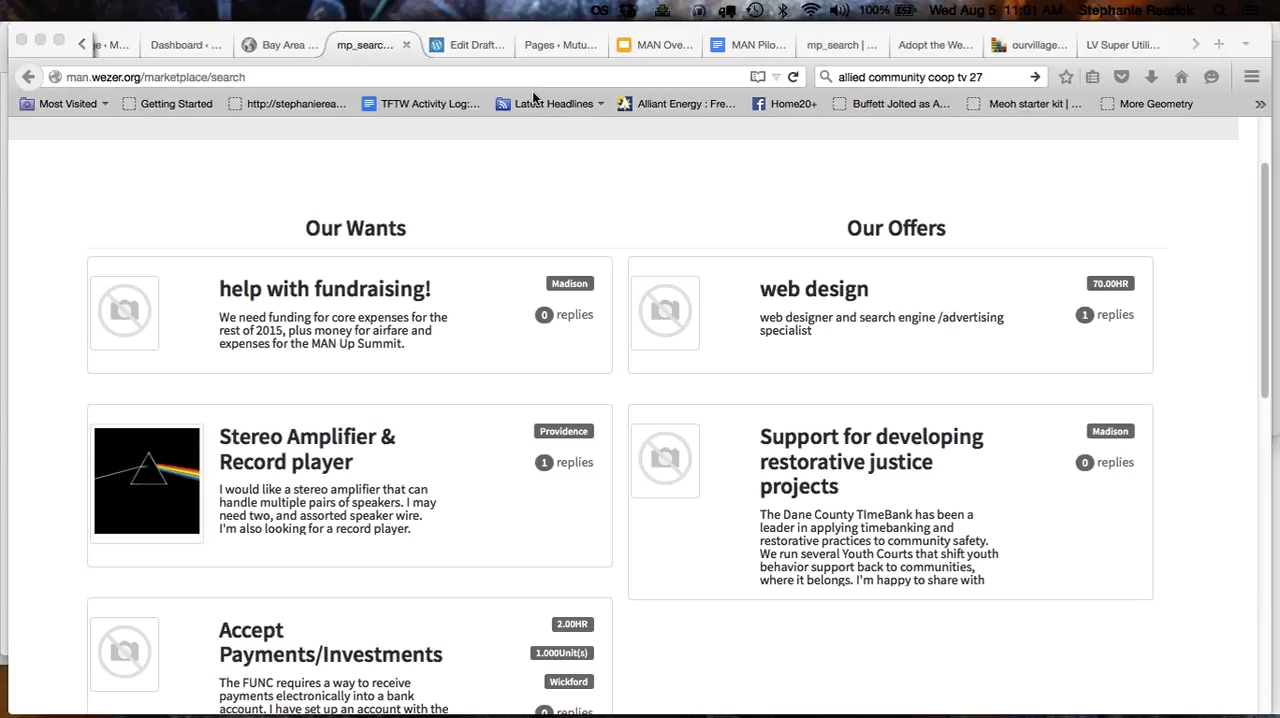 100% Wed Aug 5 11:01 AM Stephanie Rearick
e • M...
Dashboard • ...
Bay Area ...
mp_searc...
Edit Draft...
Pages ‹ Mutu...
MAN Ove...
MAN Pilo...
mp_search | ...
Adopt the We...
ourvillage...
LV Super Util...
man.wezer.org/marketplace/search
allied community coop tv 27
Most Visited
Getting Started
http://stephanierea...
TFTW Activity Log:...
Latest Headlines
Alliant Energy : Fre...
Home20+
Buffett Jolted as A...
Meoh starter kit | ...
More Geometry
Our Wants
help with fundraising!
Madison
We need funding for core expenses for the
rest of 2015, plus money for airfare and
expenses for the MAN Up Summit.
0 replies
Stereo Amplifier &
Record player
Providence
1 replies
I would like a stereo amplifier that can
handle multiple pairs of speakers. I may
need two, and assorted speaker wire.
I'm also looking for a record player.
Accept
Payments/Investments
2.00HR
1.000Unit(s)
Wickford
The FUNC requires a way to receive
payments electronically into a bank
account. I have set up an account with the
0 replies
Our Offers
web design
70.00HR
web designer and search engine /advertising
specialist
1 replies
Support for developing
restorative justice
projects
Madison
0 replies
The Dane County TImeBank has been a
leader in applying timebanking and
restorative practices to community safety.
We run several Youth Courts that shift youth
behavior support back to communities,
where it belongs. I'm happy to share with